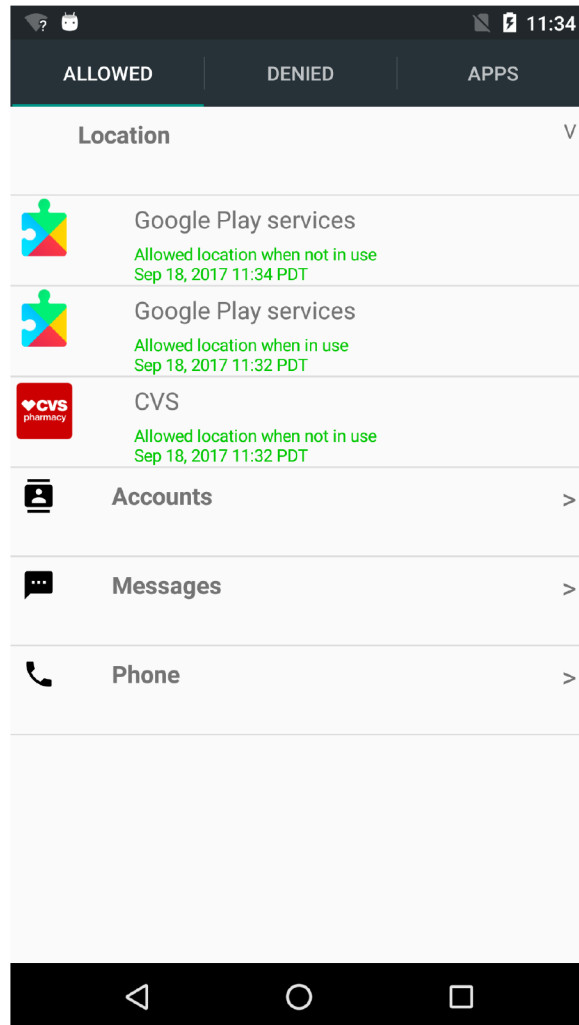 ?
11:34
ALLOWED
DENIED
APPS
Location
V
Google Play services
Allowed location when not in use
Sep 18, 2017 11:34 PDT
Google Play services
Allowed location when in use
Sep 18, 2017 11:32 PDT
CVS
pharmacy
CVS
Allowed location when not in use
Sep 18, 2017 11:32 PDT
Accounts
>
Messages
>
Phone
>